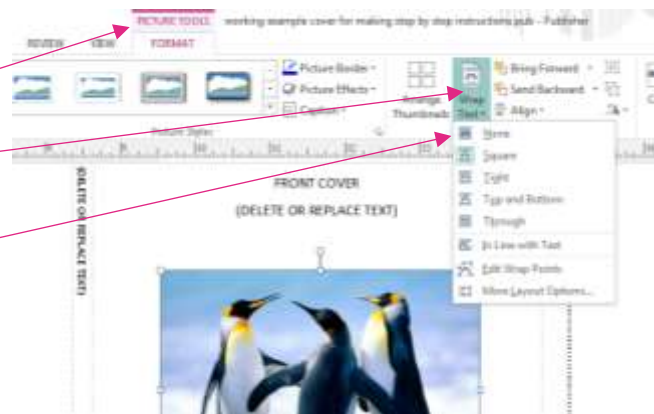 PICTURE TOOLS working example cover for making step by step instructions.pub - Publisher
REVIEW VIEW FORMAT
Picture Border
Picture Effects
Caption
Arrange
Thumbnails
Wrap
Text
Bring Forward
Send Backward
Align
Picture Styles
None
Square
Tight
Top and Bottom
Through
In Line with Text
Edit Wrap Points
More Layout Options...
FRONT COVER
(DELETE OR REPLACE TEXT)
(DELETE OR REPLACE TEXT)